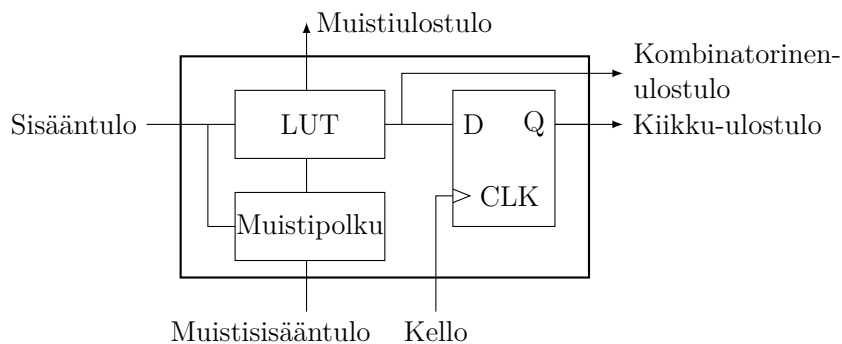 Muistiulostulo
Kombinatorinen-
ulostulo
Sisääntulo
LUT
D
Q
Kiikku-ulostulo
CLK
Muistipolku
Muistisisääntulo
Kello